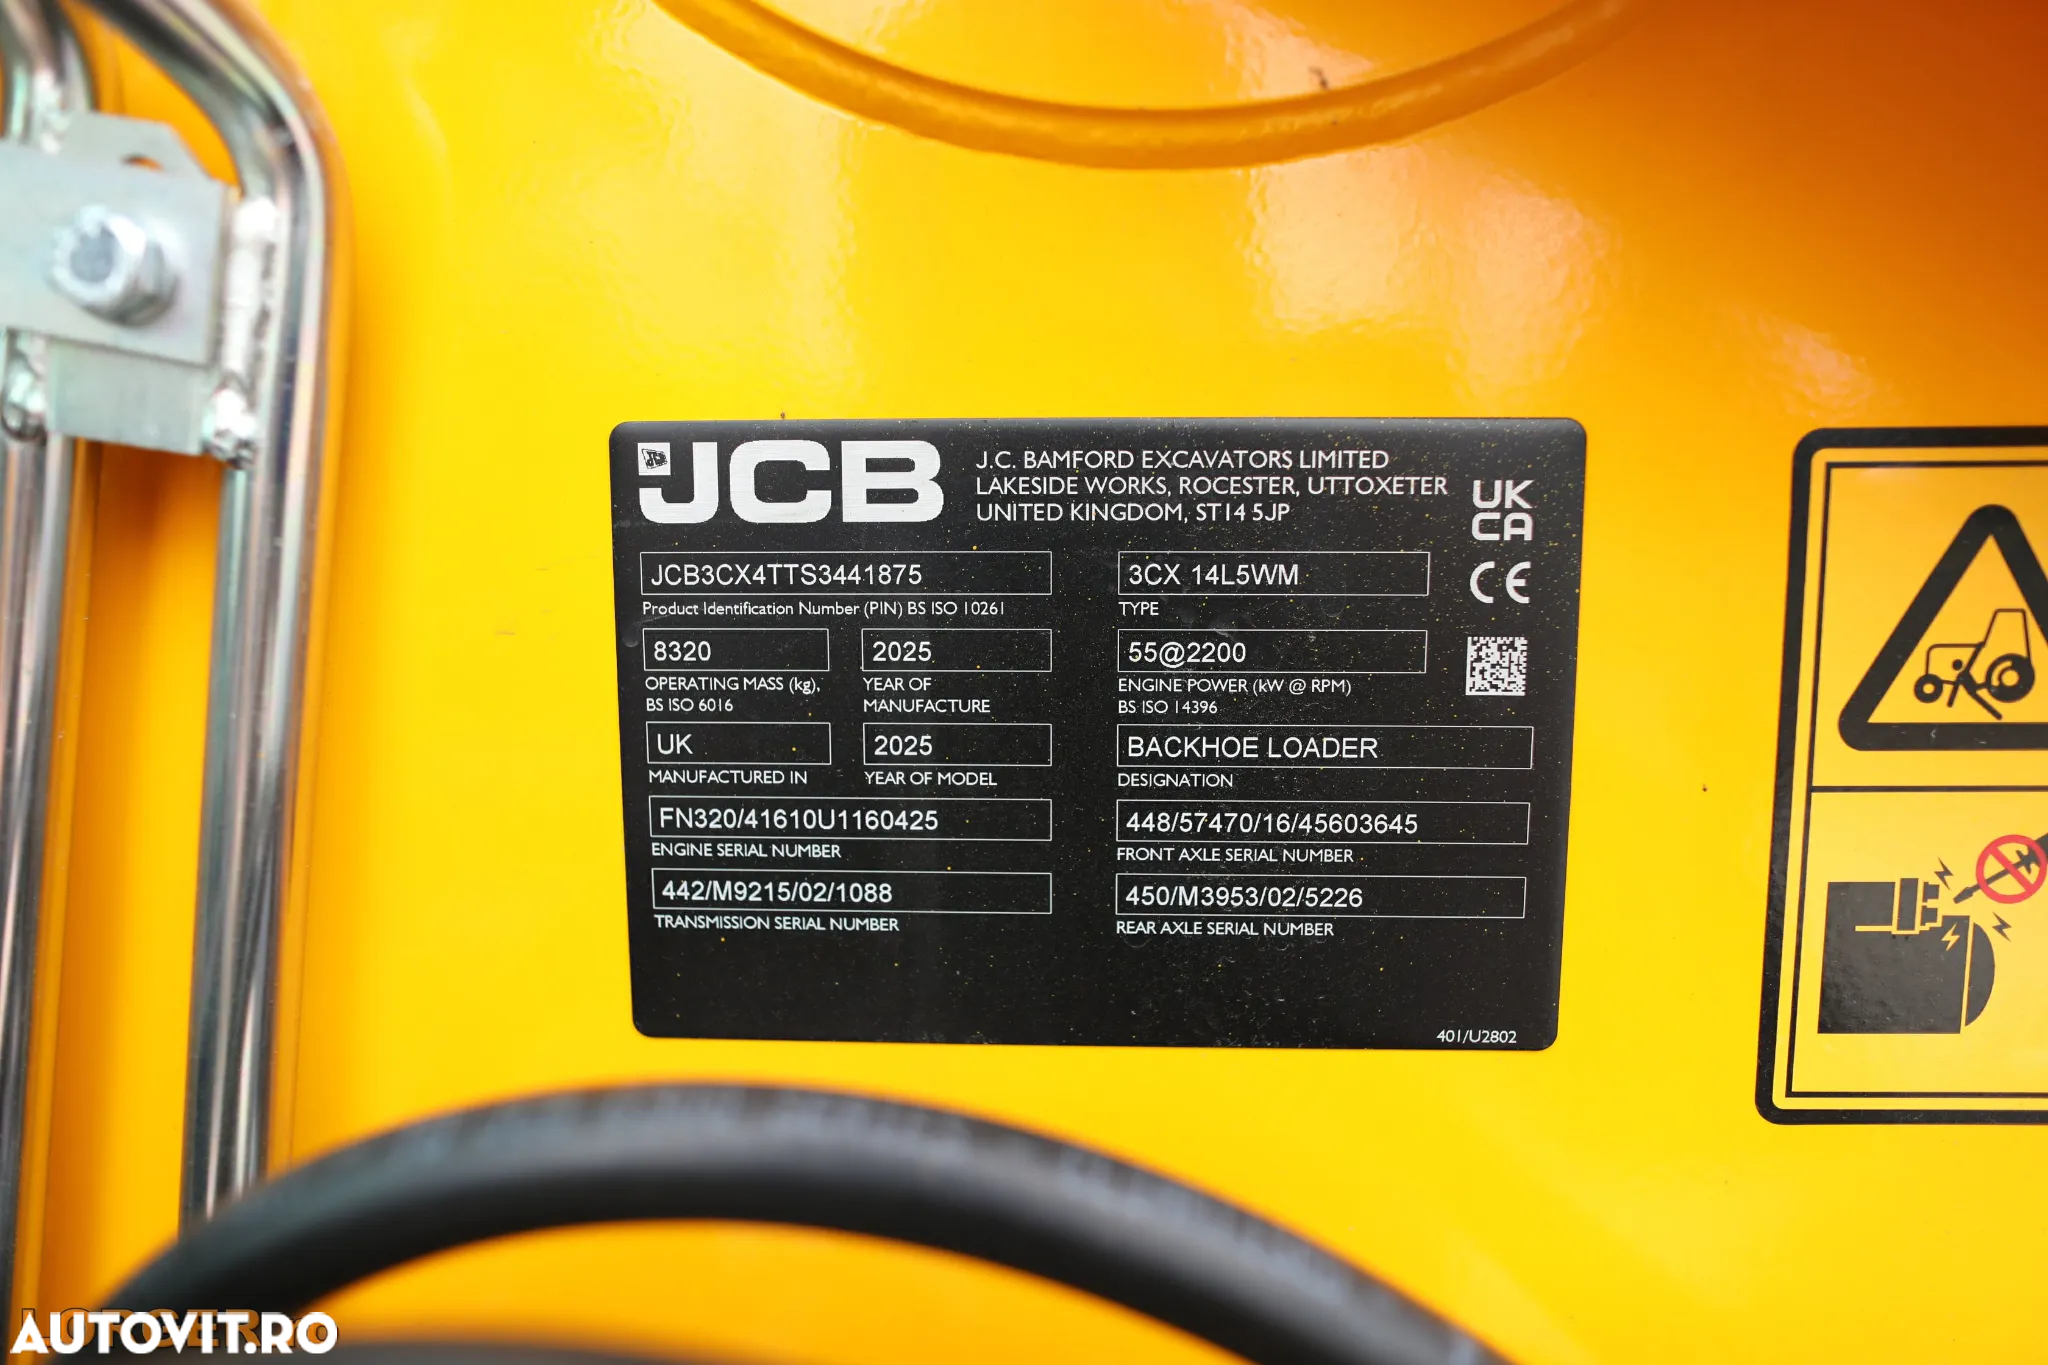 JCB
J.C. BAMFORD EXCAVATORS LIMITED
LAKESIDE WORKS, ROCESTER, UTTOXETER
UNITED KINGDOM, ST14 5JP
UK
CA
CE
JCB3CX4TTS3441875
Product Identification Number (PIN) BS ISO 10261
3CX 14L5WM
TYPE
8320
OPERATING MASS (kg),
BS ISO 6016
2025
YEAR OF
MANUFACTURE
55@2200
ENGINE POWER (kW @ RPM)
BS ISO 14396
UK
MANUFACTURED IN
2025
YEAR OF MODEL
BACKHOE LOADER
DESIGNATION
FN320/41610U1160425
ENGINE SERIAL NUMBER
448/57470/16/45603645
FRONT AXLE SERIAL NUMBER
442/M9215/02/1088
TRANSMISSION SERIAL NUMBER
450/M3953/02/5226
REAR AXLE SERIAL NUMBER
401/U2802
AUTOVIT.RO